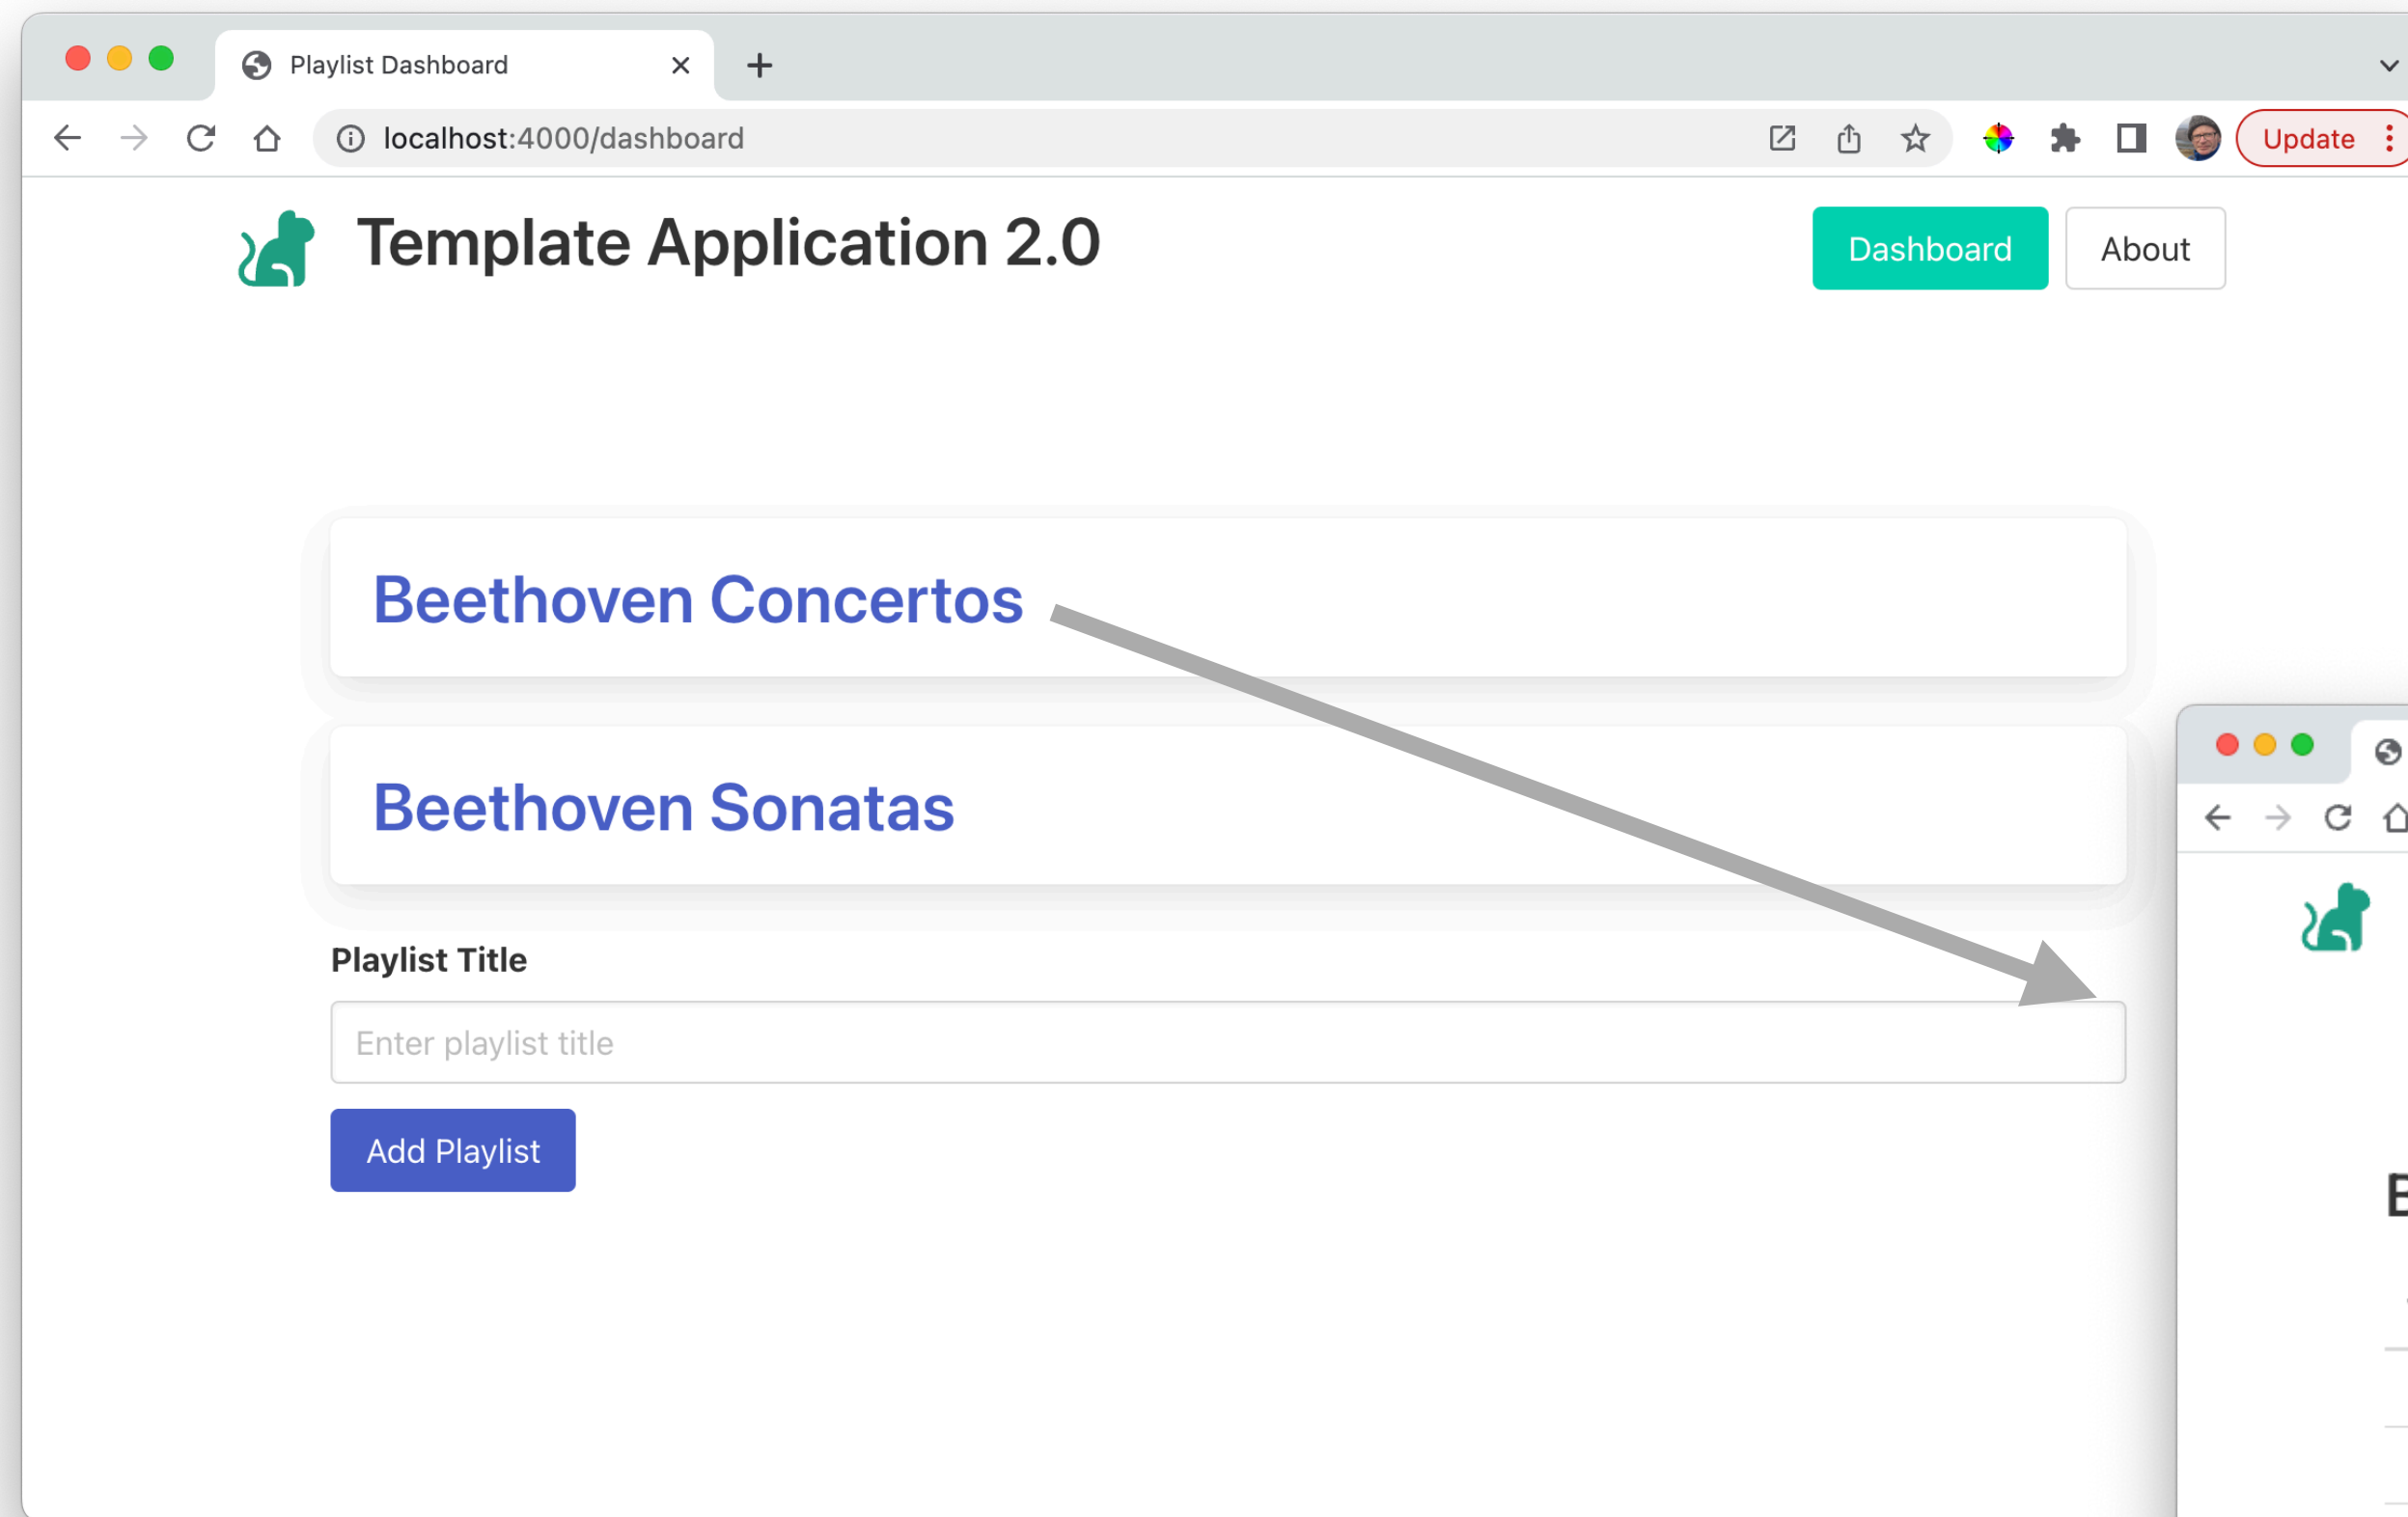 Playlist Dashboard
localhost:4000/dashboard
Update
Template Application 2.0
Dashboard
About
Beethoven Concertos
Beethoven Sonatas
Playlist Title
Enter playlist title
Add Playlist